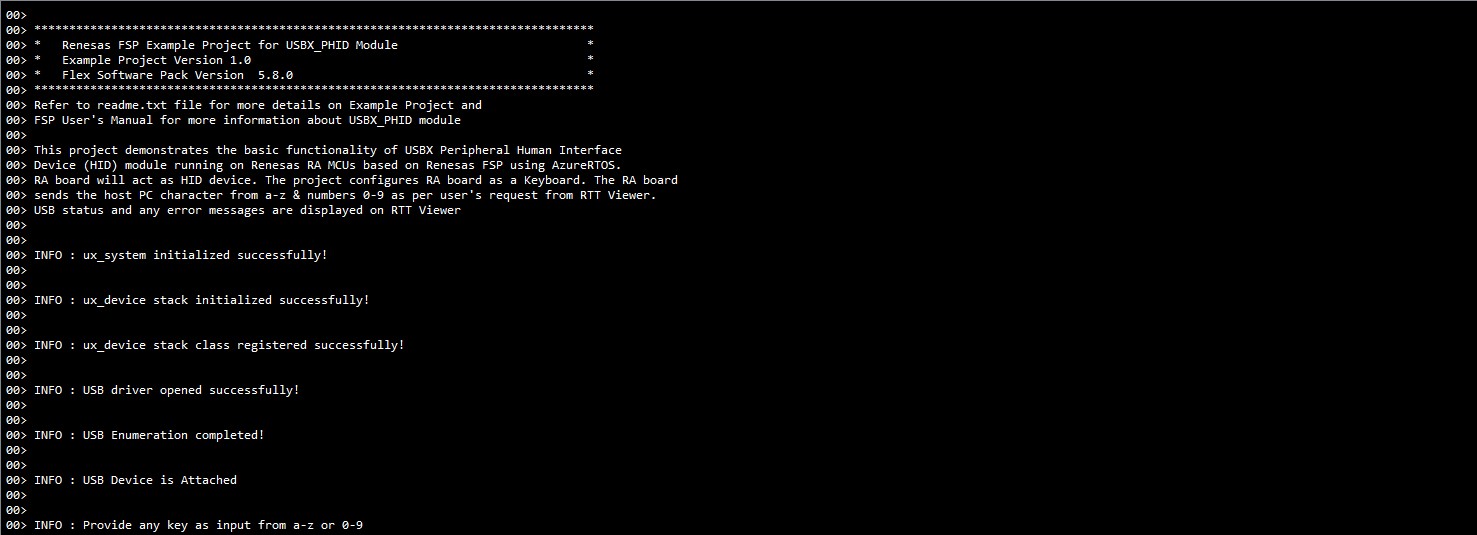 00>
00> ********************************************************************************
00> *   Renesas FSP Example Project for USBX_PHID Module                           *
00> *   Example Project Version 1.0                                                *
00> *   Flex Software Pack Version  5.8.0                                          *
00> ********************************************************************************
00> Refer to readme.txt file for more details on Example Project and
00> FSP User's Manual for more information about USBX_PHID module
00>
00> This project demonstrates the basic functionality of USBX Peripheral Human Interface
00> Device (HID) module running on Renesas RA MCUs based on Renesas FSP using AzureRTOS.
00> RA board will act as HID device. The project configures RA board as a Keyboard. The RA board
00> sends the host PC character from a-z & numbers 0-9 as per user's request from RTT Viewer.
00> USB status and any error messages are displayed on RTT Viewer
00>
00>
00> INFO : ux_system initialized successfully!
00>
00>
00> INFO : ux_device stack initialized successfully!
00>
00>
00> INFO : ux_device stack class registered successfully!
00>
00>
00> INFO : USB driver opened successfully!
00>
00>
00> INFO : USB Enumeration completed!
00>
00>
00> INFO : USB Device is Attached
00>
00>
00> INFO : Provide any key as input from a-z or 0-9